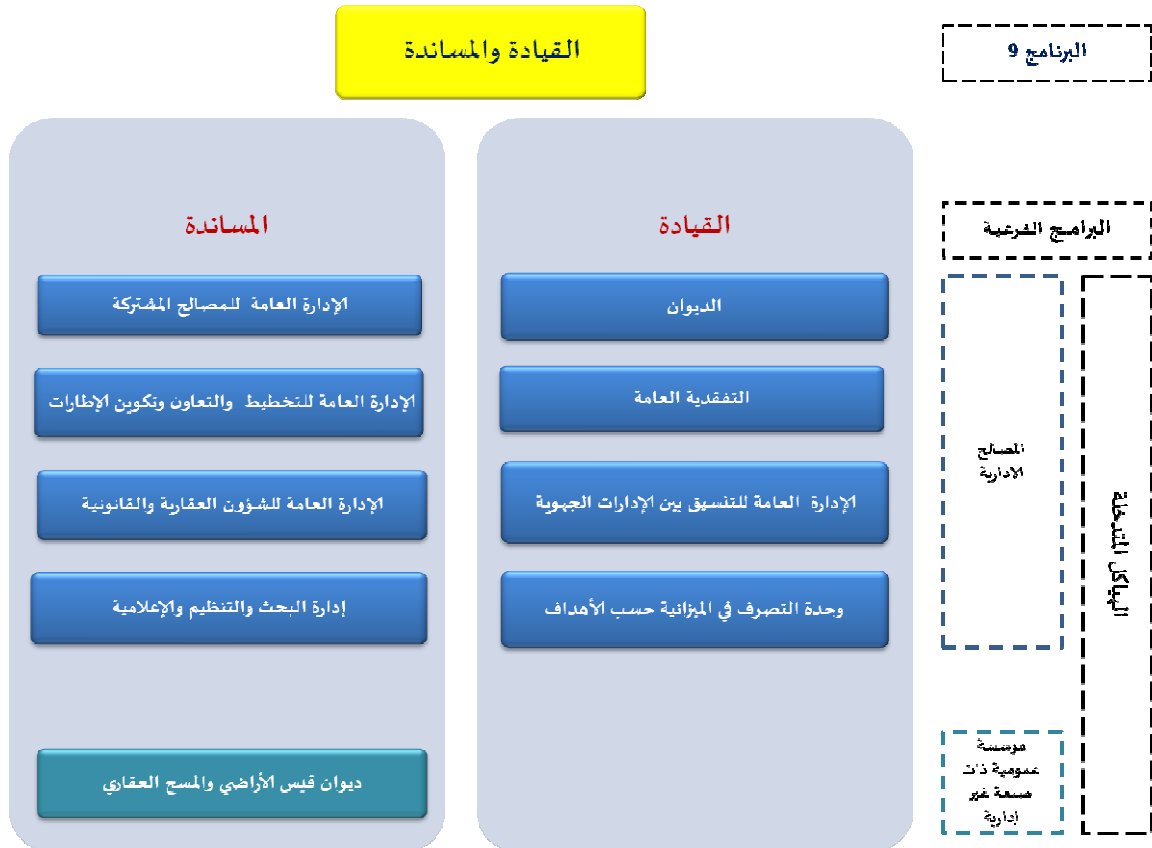 البرنامج 9
القيادة والمساندة
البرامج الفرعية
القيادة
المساندة
الهياكل المتدخلة
المصالح
الادارية
الديوان
التفقدية العامة
الإدارة العامة للتنسيق بين الإدارات الجهوية
وحدة التصرف في الميزانية حسب الأهداف
الإدارة العامة للمصالح المشتركة
الإدارة العامة للتخطيط والتعاون وتكوين الإطارات
الإدارة العامة للشؤون العقارية والقانونية
إدارة البحث والتنظيم والإعلامية
مؤسسة
عمومية ذات
صبغة غير
إدارية
ديوان قيس الأراضي والمسح العقاري